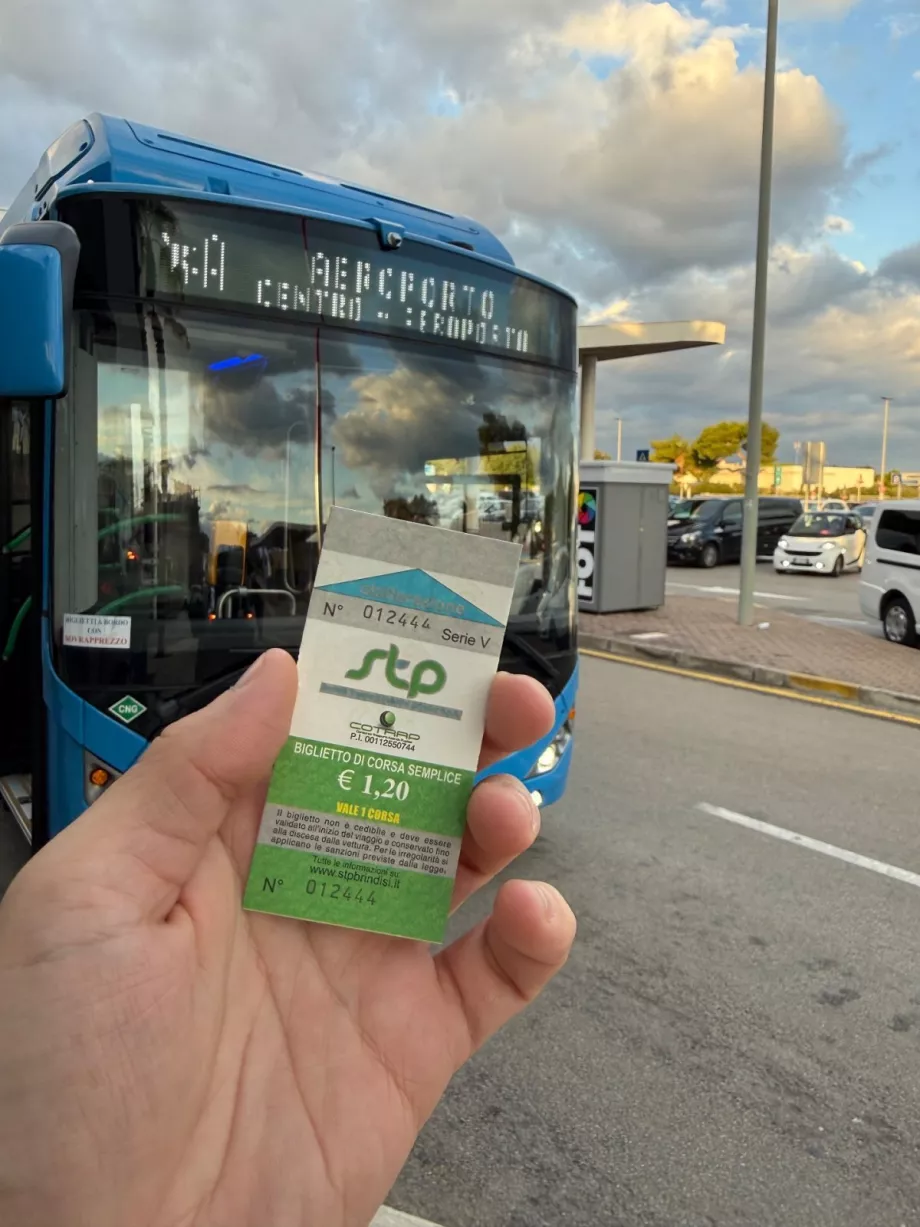 AEROPORTO
CENTRO - AEROPORTO
BIGLIETTI A BORDO
CON
SOVRAPPREZZO
CNG
N° 012444 Serie V
stp
COTRAP
P.I. 00112550744
BIGLIETTO DI CORSA SEMPLICE
€ 1,20
VALE 1 CORSA
Il biglietto non è cedibile e deve essere
validato all'inizio del viaggio e conservato fino
alla discesa dalla vettura. Per le irregolarità si
applicano le sanzioni previste dalla legge.
Tutte le informazioni su:
www.stpbrindisi.it
N° 012444